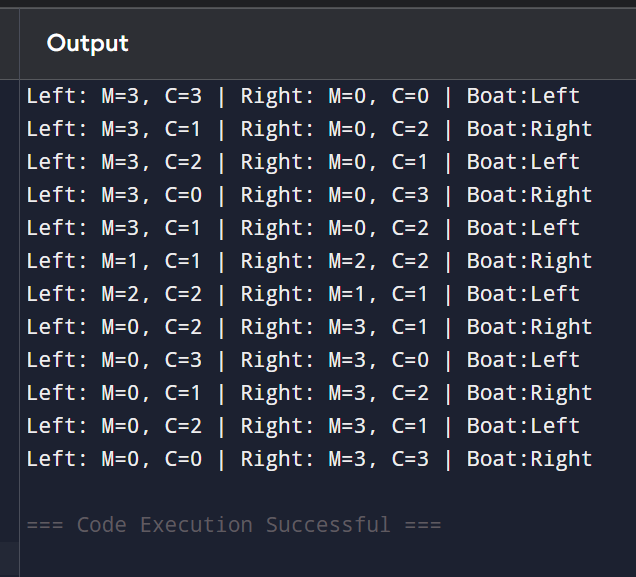 Output
Left: M=3, C=3 | Right: M=0, C=0 | Boat:Left
Left: M=3, C=1 | Right: M=0, C=2 | Boat:Right
Left: M=3, C=2 | Right: M=0, C=1 | Boat:Left
Left: M=3, C=0 | Right: M=0, C=3 | Boat:Right
Left: M=3, C=1 | Right: M=0, C=2 | Boat:Left
Left: M=1, C=1 | Right: M=2, C=2 | Boat:Right
Left: M=2, C=2 | Right: M=1, C=1 | Boat:Left
Left: M=0, C=2 | Right: M=3, C=1 | Boat:Right
Left: M=0, C=3 | Right: M=3, C=0 | Boat:Left
Left: M=0, C=1 | Right: M=3, C=2 | Boat:Right
Left: M=0, C=2 | Right: M=3, C=1 | Boat:Left
Left: M=0, C=0 | Right: M=3, C=3 | Boat:Right
=== Code Execution Successful ===